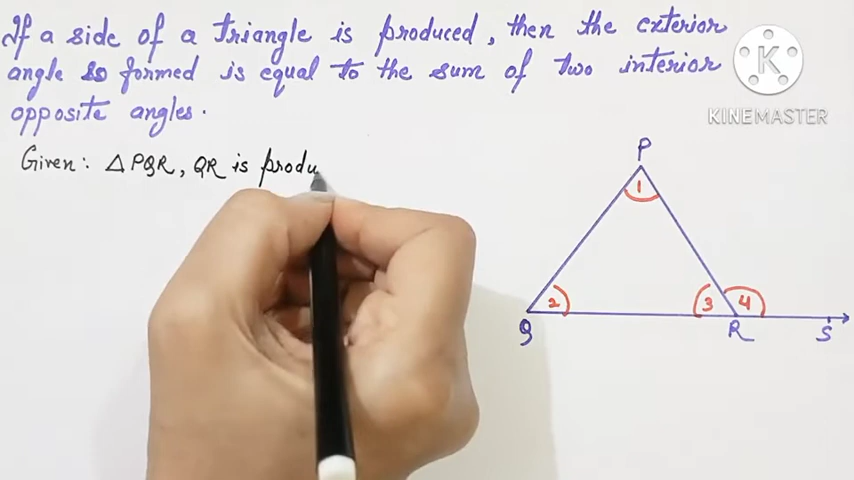 If a side of a triangle is produced, then the exterior
angle so formed is equal to the sum of two interior
opposite angles.
KINEMASTER
Given: △PQR, QR is produ
P
1
2
3
4
Q
R
S